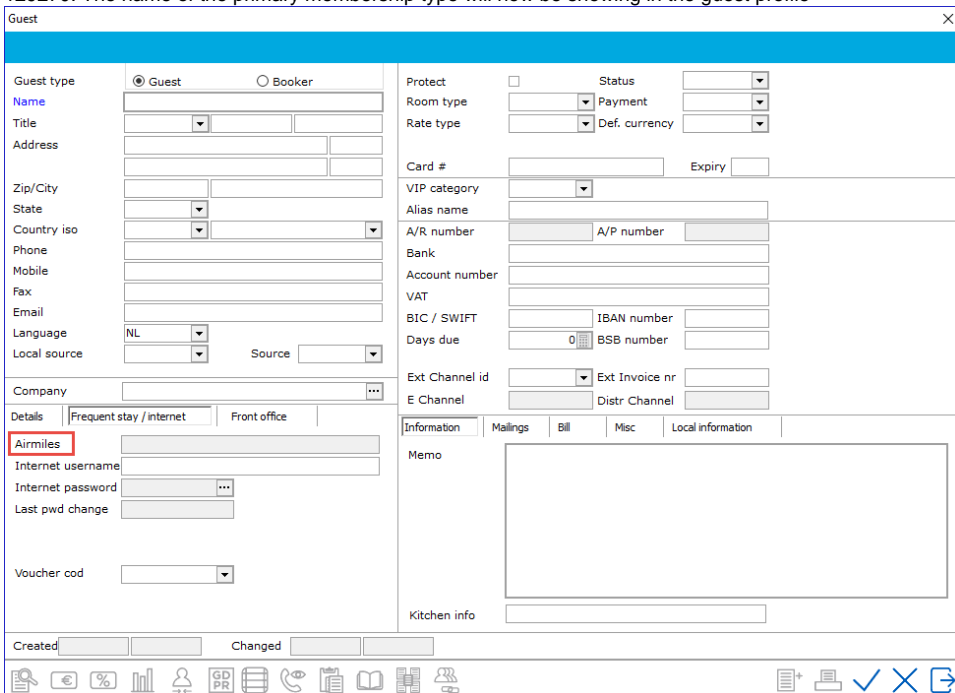 Guest
Guest type Guest Booker
Name
Title
Address
Zip/City
State
Country iso
Phone
Mobile
Fax
Email
Language NL
Local source Source
Company
Details Frequent stay / internet Front office
Airmiles
Internet username
Internet password
Last pwd change
Voucher cod
Protect Status
Room type Payment
Rate type Def. currency
Card # Expiry
VIP category
Alias name
A/R number A/P number
Bank
Account number
VAT
BIC / SWIFT IBAN number
Days due 0 BSB number
Ext Channel id Ext Invoice nr
E Channel Distr Channel
Information Mailings Bill Misc Local information
Memo
Kitchen info
Created Changed
GD
PR